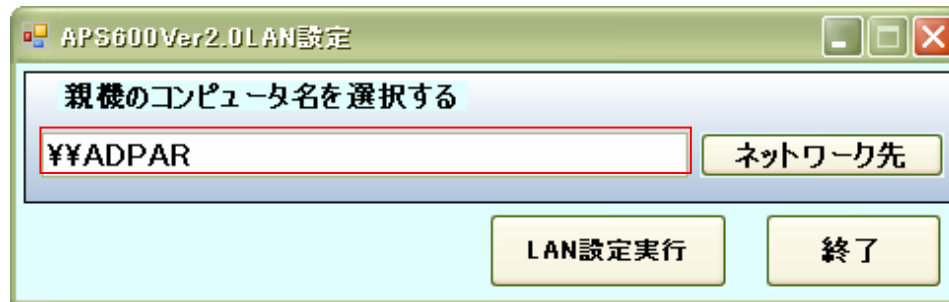 APS600Ver2.0LAN設定
親機のコンピュータ名を選択する
¥¥ADPAR
ネットワーク先
LAN設定実行
終了